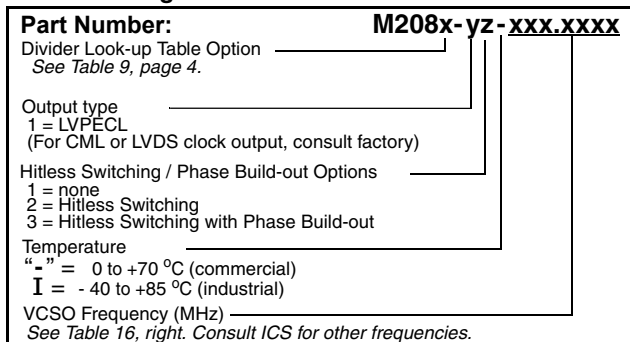 Part Number: M208x- yz - xxx.xxxx
Divider Look-up Table Option
See Table 9, page 4.
Output type
1 = LVPECL
(For CML or LVDS clock output, consult factory)
Hitless Switching / Phase Build-out Options
1 = none
2 = Hitless Switching
3 = Hitless Switching with Phase Build-out
Temperature
“-” = 0 to +70 °C (commercial)
I = - 40 to +85 °C (industrial)
VCSO Frequency (MHz)
See Table 16, right. Consult ICS for other frequencies.